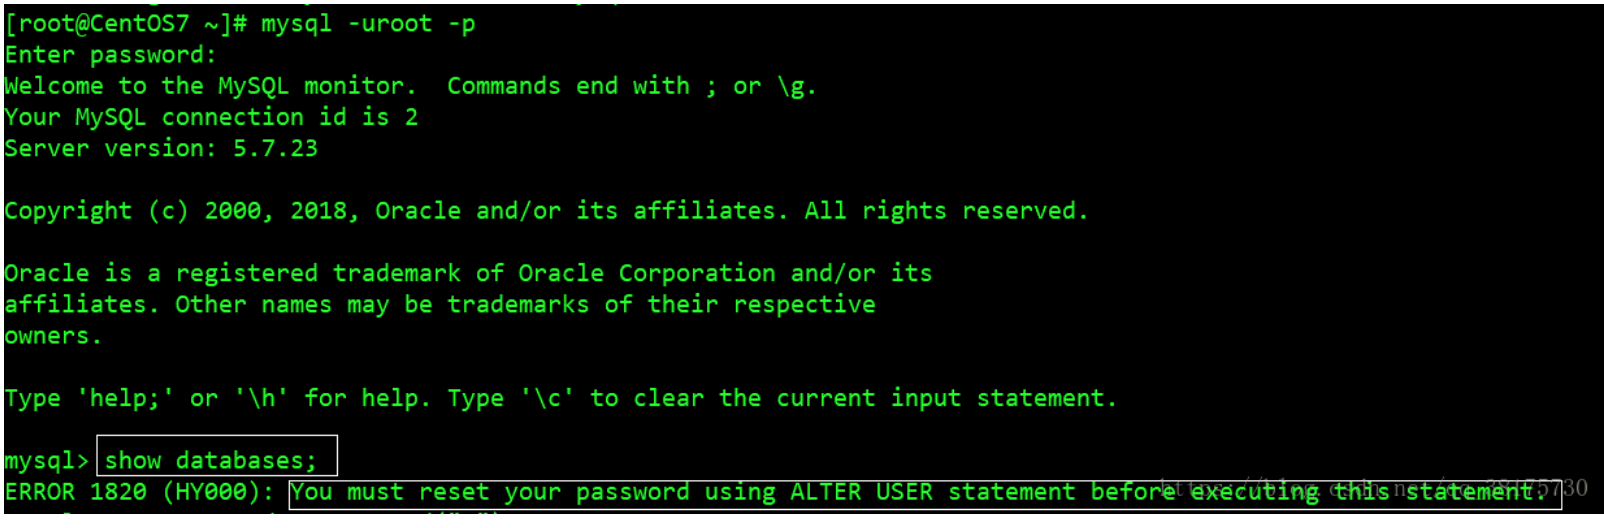 [root@CentOS7 ~]# mysql -uroot -p
Enter password:
Welcome to the MySQL monitor.  Commands end with ; or \g.
Your MySQL connection id is 2
Server version: 5.7.23
Copyright (c) 2000, 2018, Oracle and/or its affiliates. All rights reserved.
Oracle is a registered trademark of Oracle Corporation and/or its
affiliates. Other names may be trademarks of their respective
owners.
Type 'help;' or '\h' for help. Type '\c' to clear the current input statement.
mysql> show databases;
ERROR 1820 (HY000): You must reset your password using ALTER USER statement before executing this statement.
https://blog.csdn.net/qq_38175730